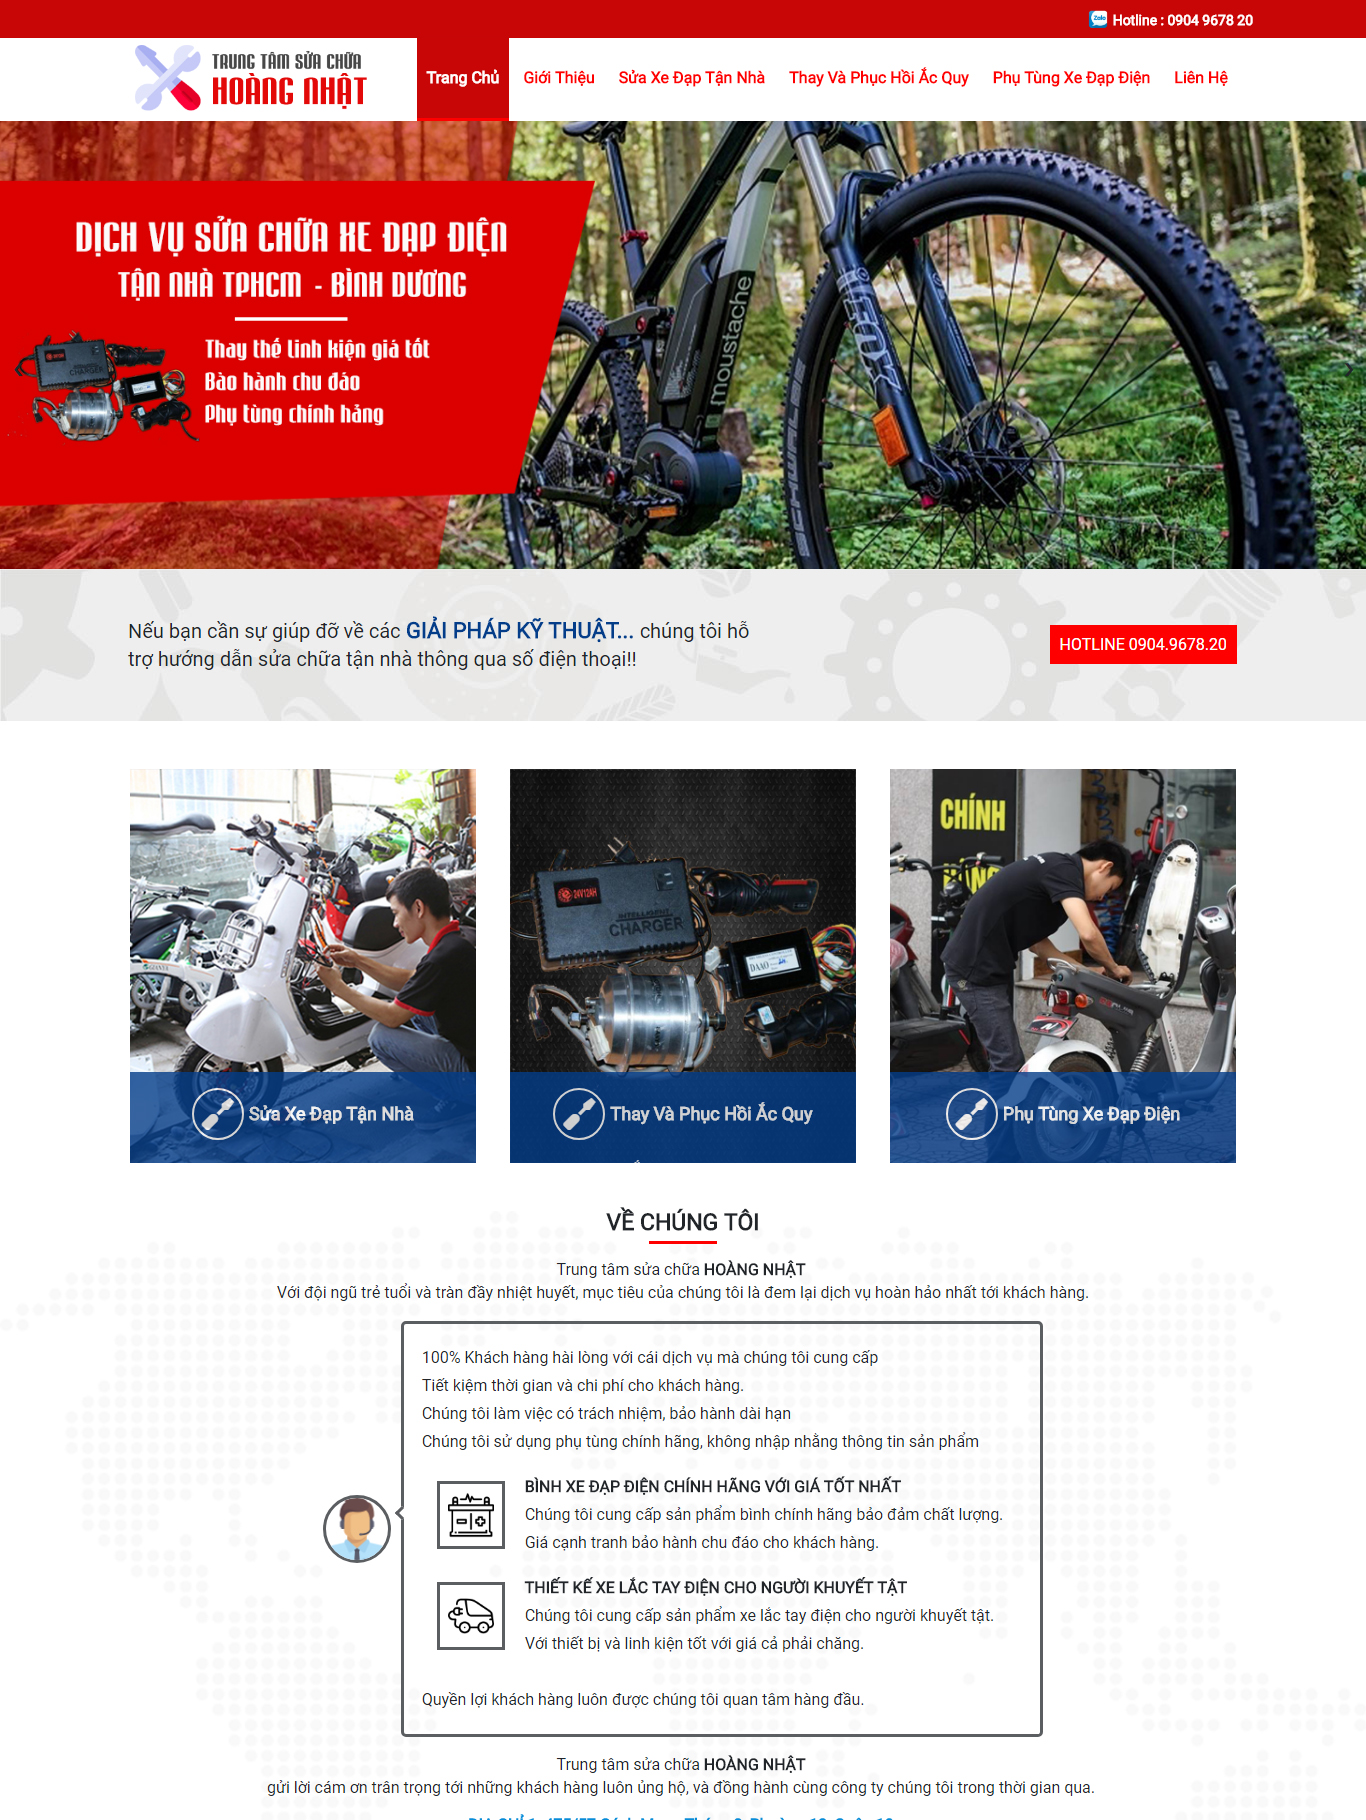 Zalo Hotline : 0904 9678 20
TRUNG TÂM SỬA CHỮA
HOÀNG NHẬT
Trang Chủ Giới Thiệu Sửa Xe Đạp Tận Nhà Thay Và Phục Hồi Ắc Quy Phụ Tùng Xe Đạp Điện Liên Hệ
DỊCH VỤ SỬA CHỮA XE ĐẠP ĐIỆN
TẬN NHÀ TPHCM - BÌNH DƯƠNG
Thay thế linh kiện giá tốt
Bảo hành chu đáo
Phụ tùng chính hãng
CHARGER
moustache
SCHWALBE
Nếu bạn cần sự giúp đỡ về các GIẢI PHÁP KỸ THUẬT... chúng tôi hỗ
trợ hướng dẫn sửa chữa tận nhà thông qua số điện thoại!!
HOTLINE 0904.9678.20
24V12AH
INTELLIGENT
CHARGER
DAAO
CHÍNH
HÃNG
Sửa Xe Đạp Tận Nhà
Thay Và Phục Hồi Ắc Quy
Phụ Tùng Xe Đạp Điện
VỀ CHÚNG TÔI
Trung tâm sửa chữa HOÀNG NHẬT
Với đội ngũ trẻ tuổi và tràn đầy nhiệt huyết, mục tiêu của chúng tôi là đem lại dịch vụ hoàn hảo nhất tới khách hàng.
100% Khách hàng hài lòng với cái dịch vụ mà chúng tôi cung cấp
Tiết kiệm thời gian và chi phí cho khách hàng.
Chúng tôi làm việc có trách nhiệm, bảo hành dài hạn
Chúng tôi sử dụng phụ tùng chính hãng, không nhập nhằng thông tin sản phẩm
BÌNH XE ĐẠP ĐIỆN CHÍNH HÃNG VỚI GIÁ TỐT NHẤT
Chúng tôi cung cấp sản phẩm bình chính hãng bảo đảm chất lượng.
Giá cạnh tranh bảo hành chu đáo cho khách hàng.
THIẾT KẾ XE LẮC TAY ĐIỆN CHO NGƯỜI KHUYẾT TẬT
Chúng tôi cung cấp sản phẩm xe lắc tay điện cho người khuyết tật.
Với thiết bị và linh kiện tốt với giá cả phải chăng.
Quyền lợi khách hàng luôn được chúng tôi quan tâm hàng đầu.
Trung tâm sửa chữa HOÀNG NHẬT
gửi lời cám ơn trân trọng tới những khách hàng luôn ủng hộ, và đồng hành cùng công ty chúng tôi trong thời gian qua.